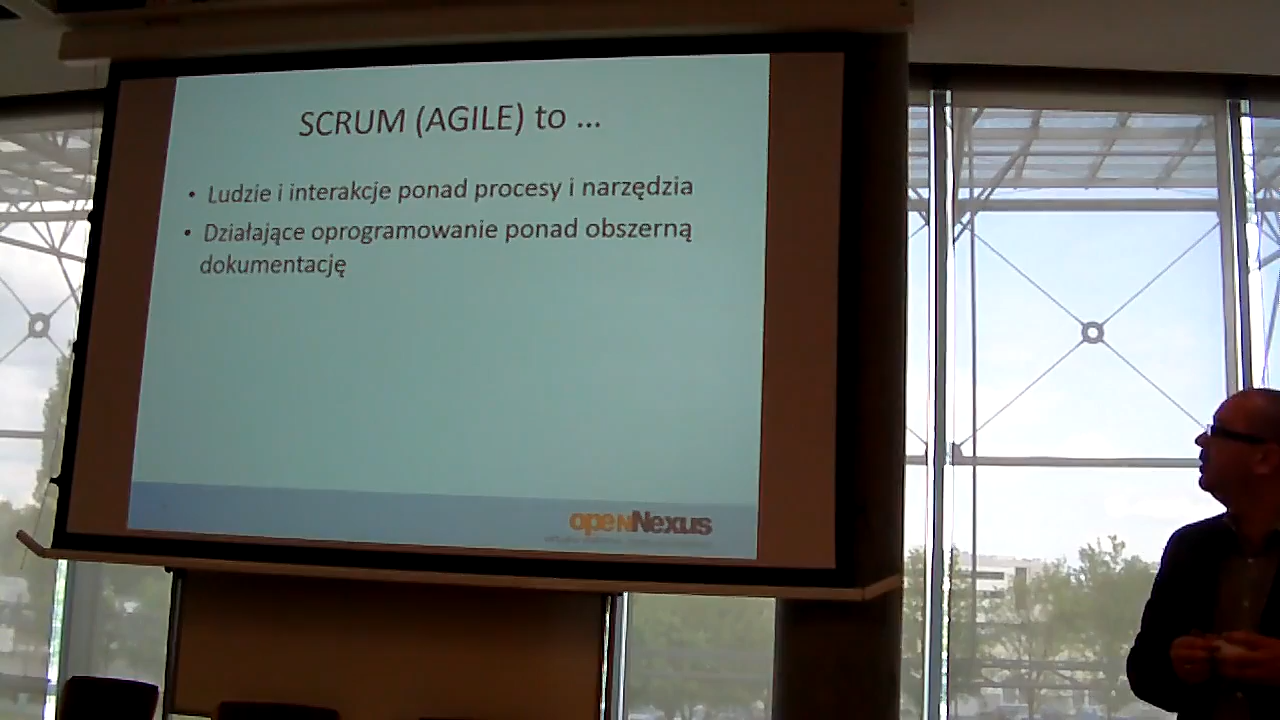 SCRUM (AGILE) to ...
• Ludzie i interakcje ponad procesy i narzędzia
• Działające oprogramowanie ponad obszerną
dokumentację
openNexus